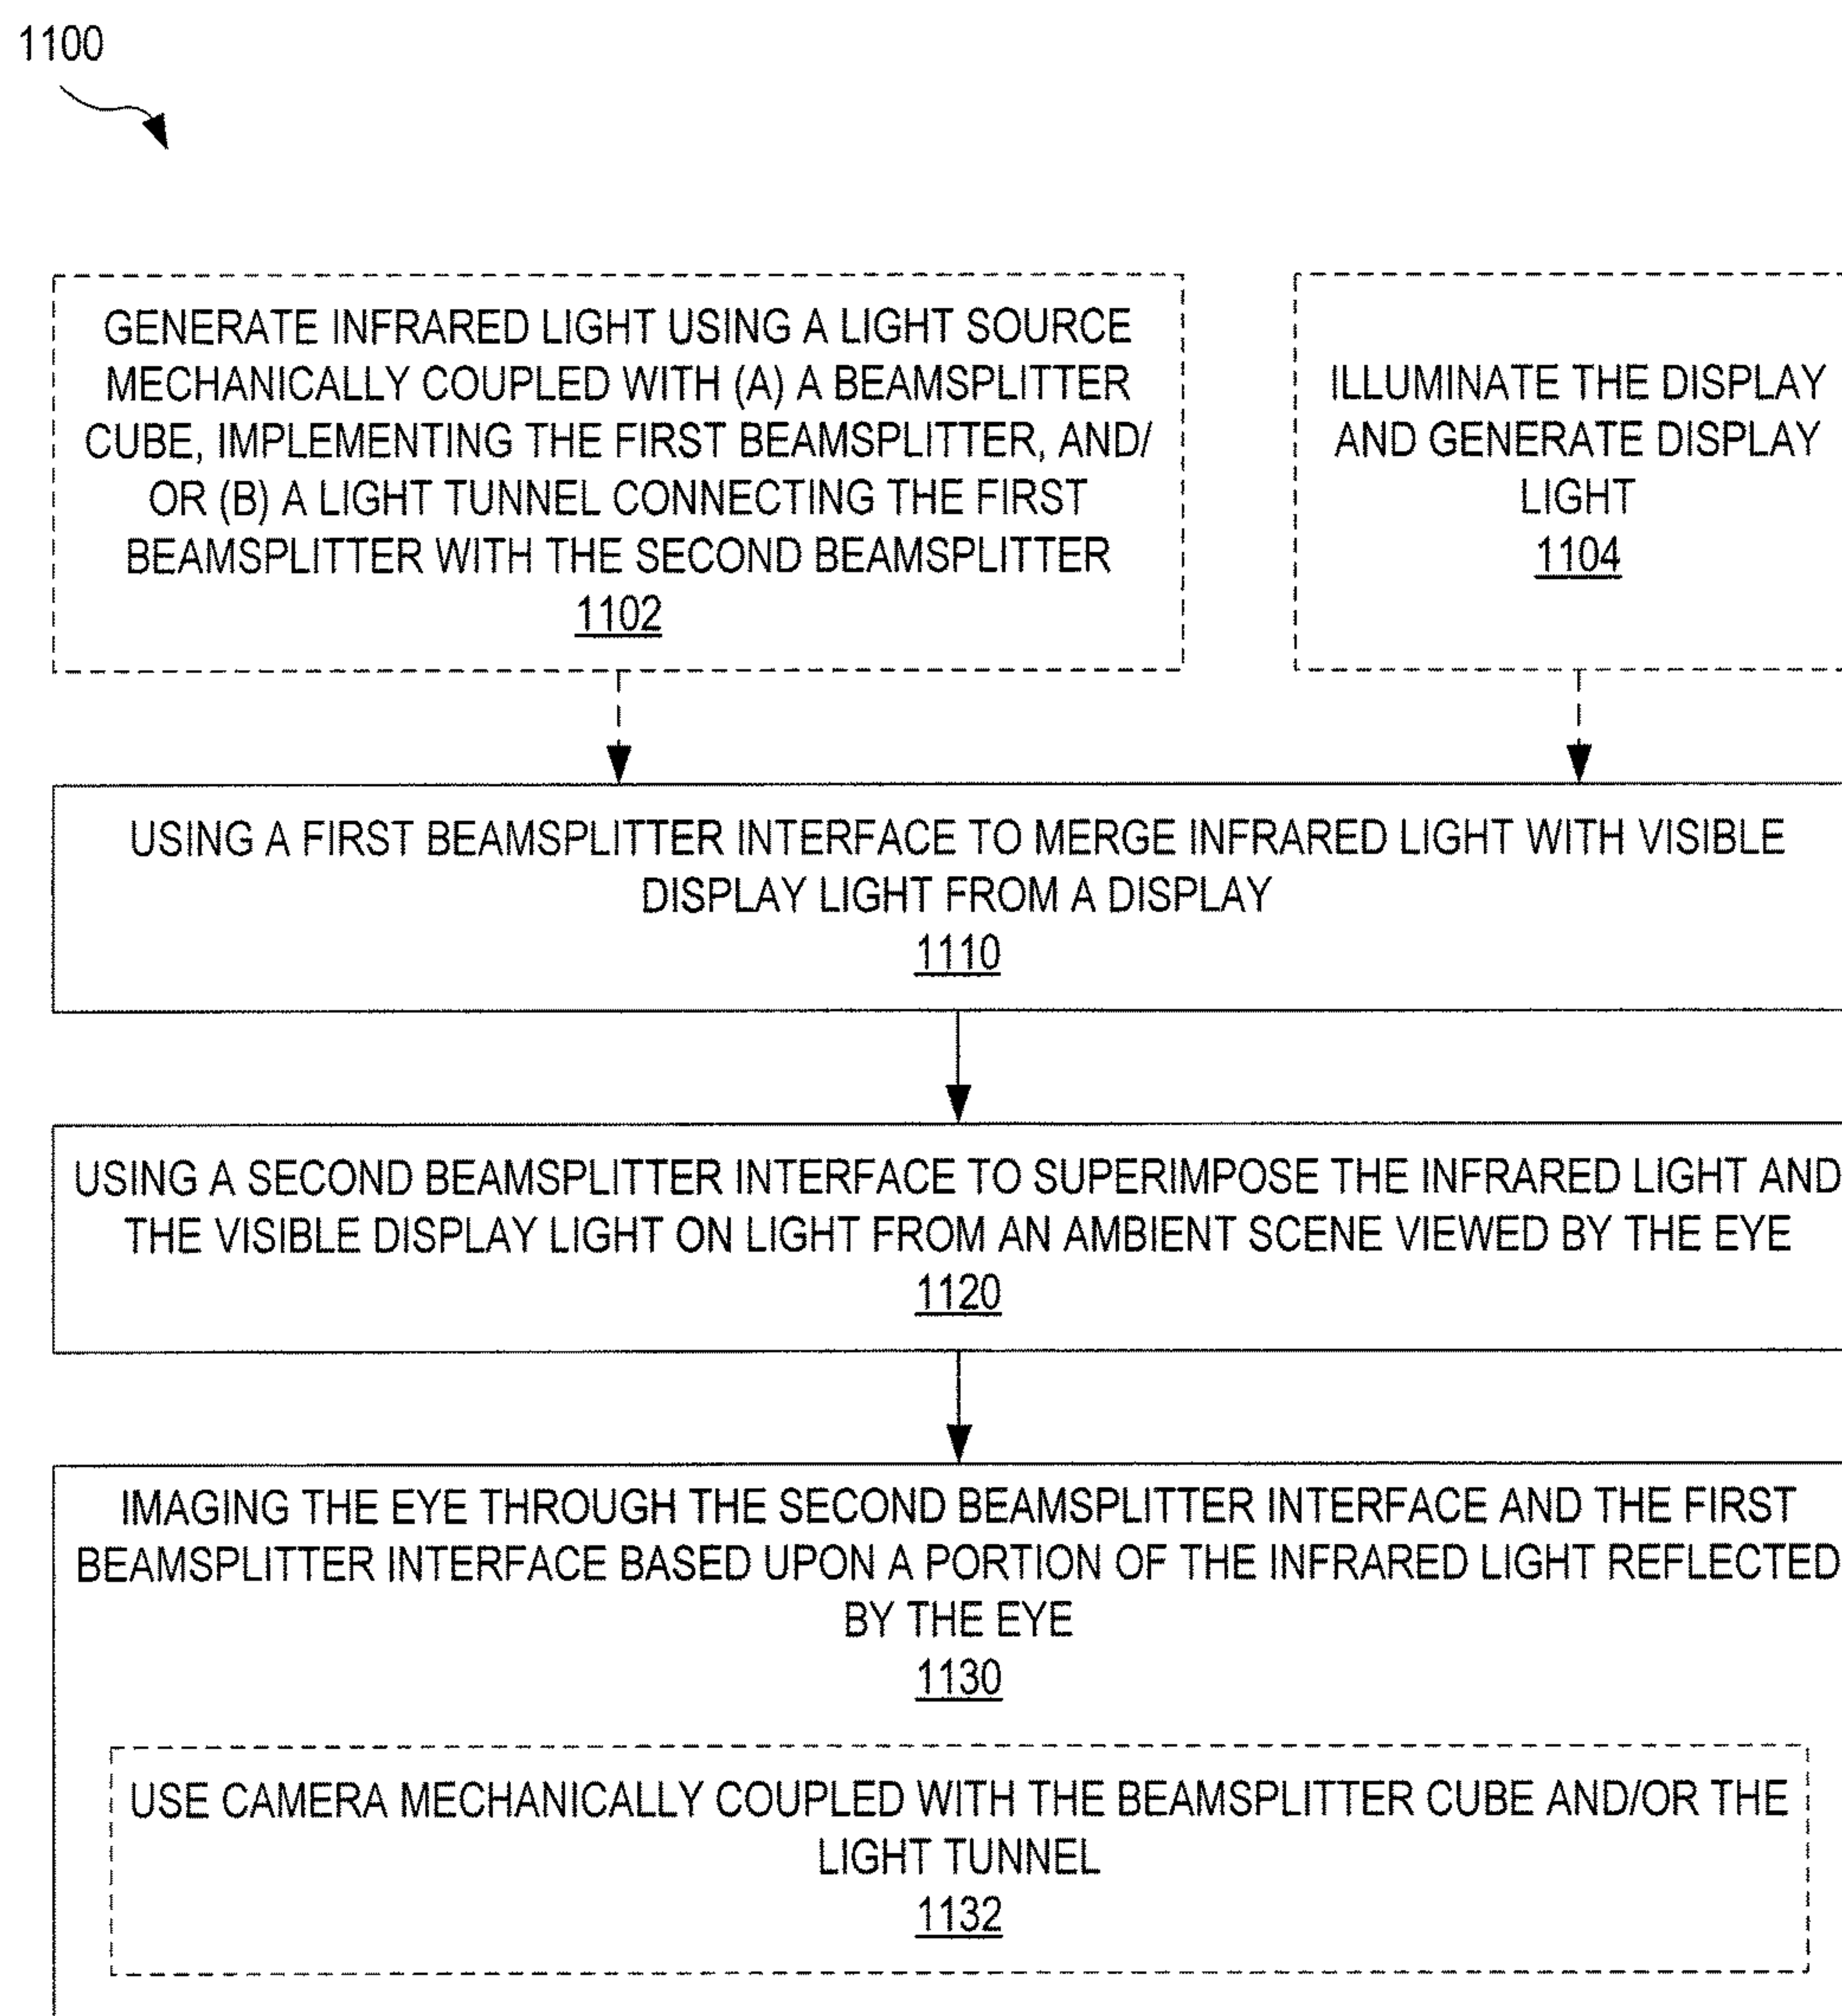 1100
GENERATE INFRARED LIGHT USING A LIGHT SOURCE
MECHANICALLY COUPLED WITH (A) A BEAMSPLITTER
CUBE, IMPLEMENTING THE FIRST BEAMSPLITTER, AND/
OR (B) A LIGHT TUNNEL CONNECTING THE FIRST
BEAMSPLITTER WITH THE SECOND BEAMSPLITTER
1102
ILLUMINATE THE DISPLAY
AND GENERATE DISPLAY
LIGHT
1104
USING A FIRST BEAMSPLITTER INTERFACE TO MERGE INFRARED LIGHT WITH VISIBLE
DISPLAY LIGHT FROM A DISPLAY
1110
USING A SECOND BEAMSPLITTER INTERFACE TO SUPERIMPOSE THE INFRARED LIGHT AND
THE VISIBLE DISPLAY LIGHT ON LIGHT FROM AN AMBIENT SCENE VIEWED BY THE EYE
1120
IMAGING THE EYE THROUGH THE SECOND BEAMSPLITTER INTERFACE AND THE FIRST
BEAMSPLITTER INTERFACE BASED UPON A PORTION OF THE INFRARED LIGHT REFLECTED
BY THE EYE
1130
USE CAMERA MECHANICALLY COUPLED WITH THE BEAMSPLITTER CUBE AND/OR THE
LIGHT TUNNEL
1132